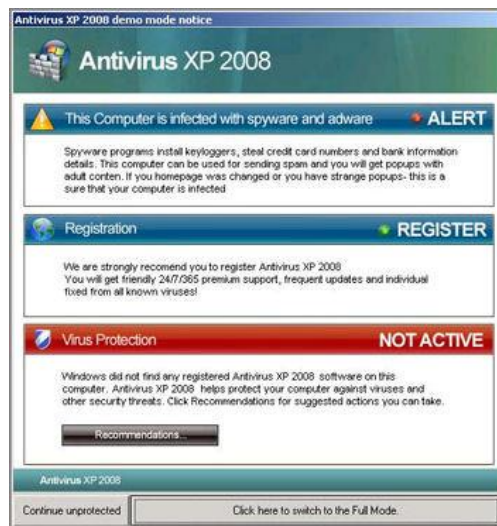 Antivirus XP 2008 demo mode notice
Antivirus XP 2008
This Computer is infected with spyware and adware
ALERT
Spyware programs install keyloggers, steal credit card numbers and bank information
details. This computer can be used for sending spam and you will get popups with
adult conten. If you homepage was changed or you have strange popups- this is a
sure that your computer is infected
Registration
REGISTER
We are strongly recomend you to register Antivirus XP 2008
You will get friendly 24/7/365 premium support, frequent updates and individual
fixed from all known viruses!
Virus Protection
NOT ACTIVE
Windows did not find any registered Antivirus XP 2008 software on this
computer. Antivirus XP 2008 helps protect your computer against viruses and
other security threats. Click Recommendations for suggested actions you can take.
Recommendations...
Antivirus XP 2008
Continue unprotected
Click here to switch to the Full Mode.